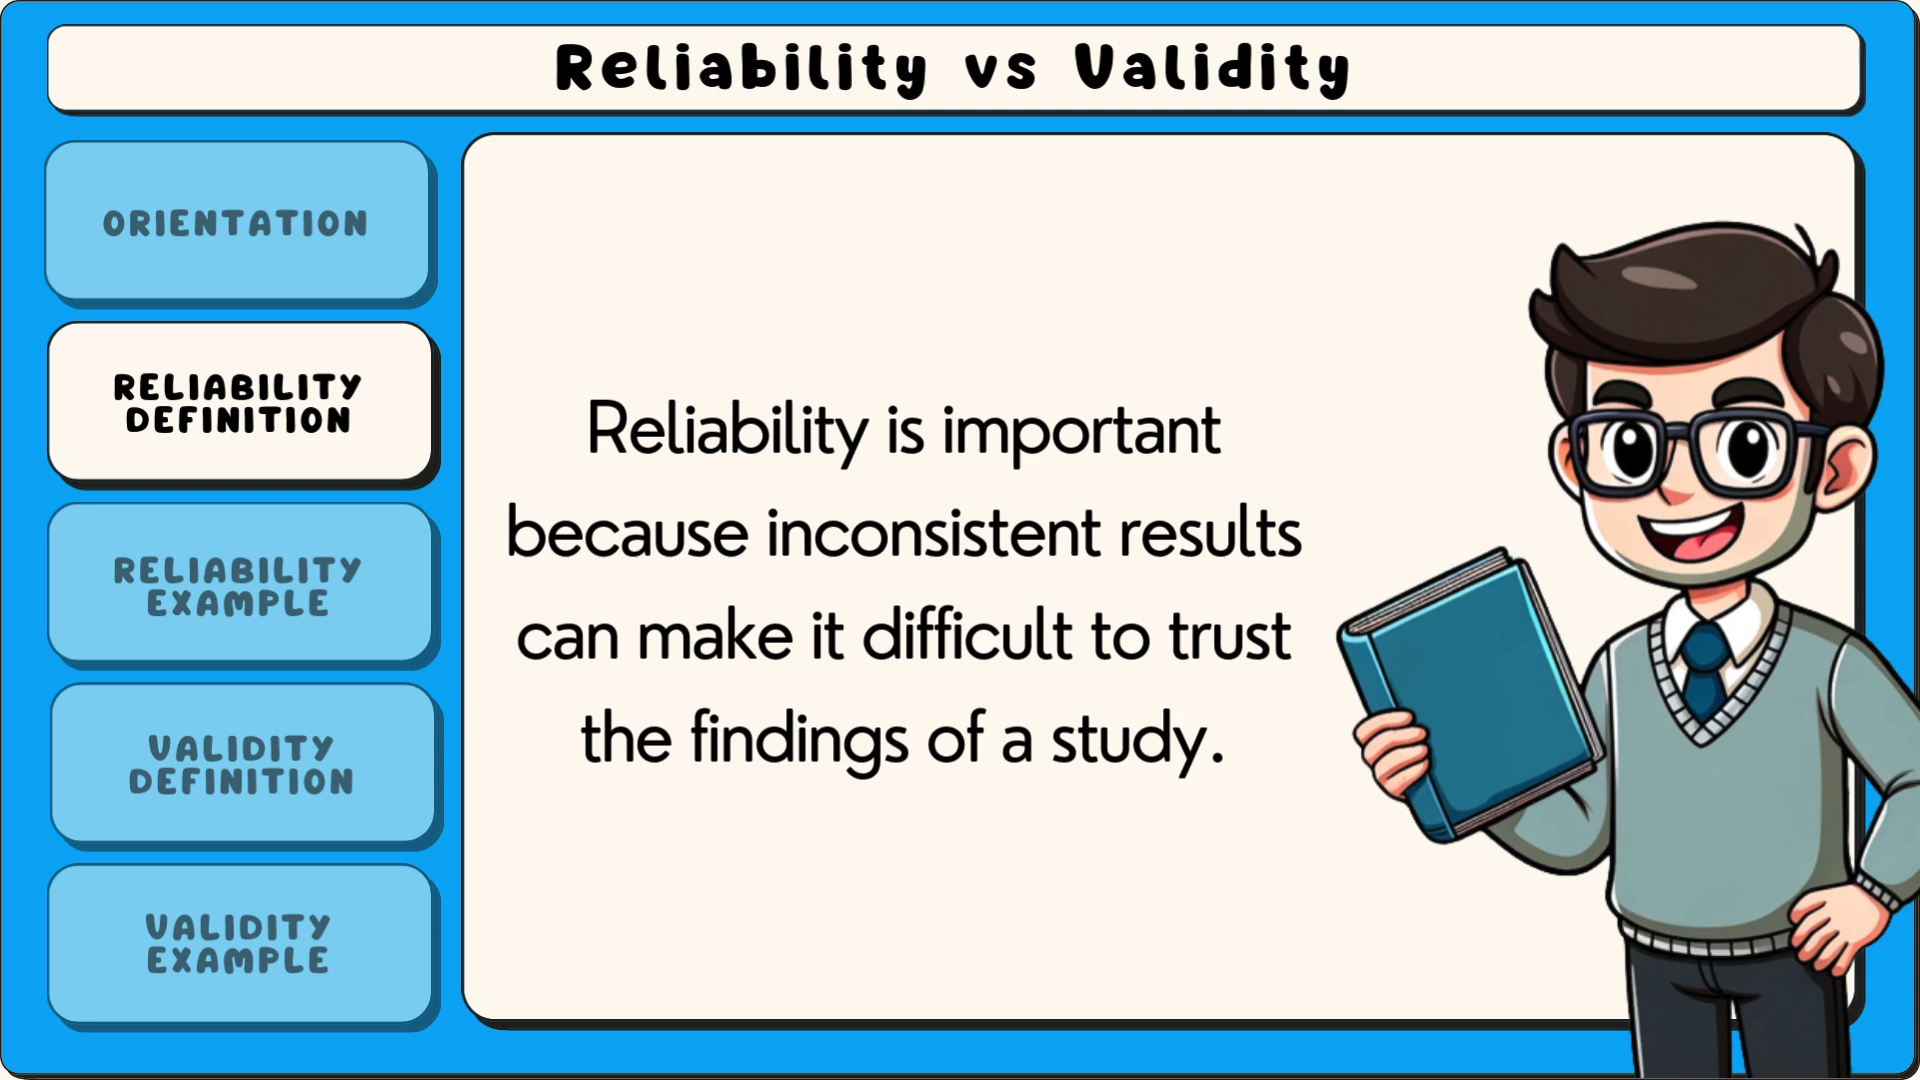 Reliability vs Validity
ORIENTATION
RELIABILITY
DEFINITION
RELIABILITY
EXAMPLE
VALIDITY
DEFINITION
VALIDITY
EXAMPLE
Reliability is important
because inconsistent results
can make it difficult to trust
the findings of a study.